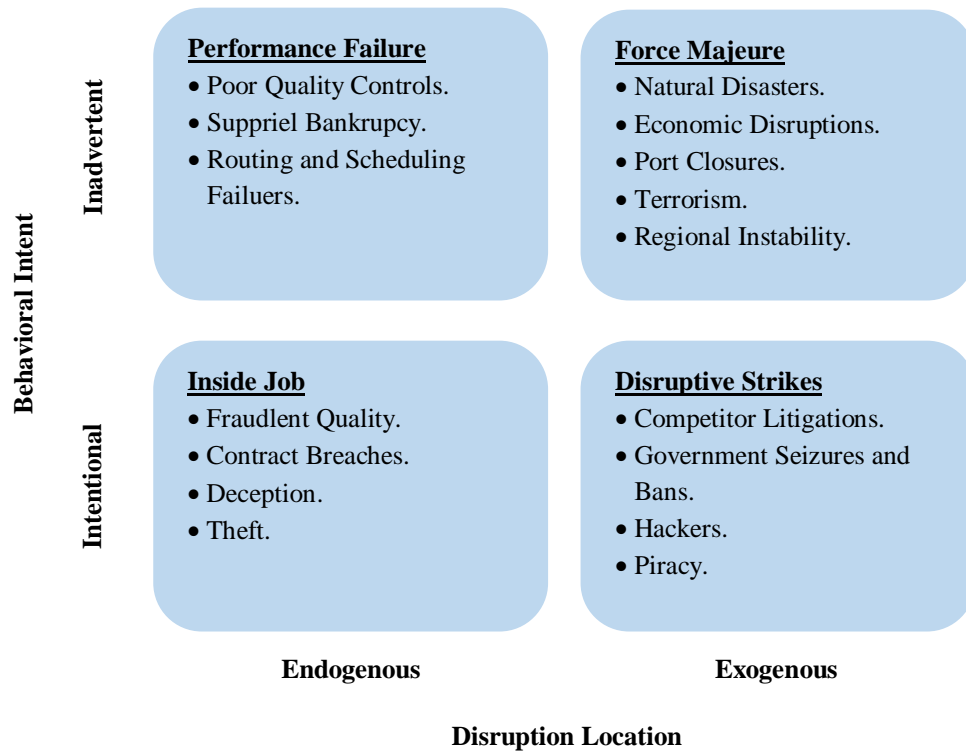 Behavioral Intent
Inadvertent
Performance Failure
• Poor Quality Controls.
• Suppriel Bankrupcy.
• Routing and Scheduling
Failuers.
Force Majeure
• Natural Disasters.
• Economic Disruptions.
• Port Closures.
• Terrorism.
• Regional Instability.
Intentional
Inside Job
• Fraudlent Quality.
• Contract Breaches.
• Deception.
• Theft.
Disruptive Strikes
• Competitor Litigations.
• Government Seizures and
Bans.
• Hackers.
• Piracy.
Endogenous
Exogenous
Disruption Location